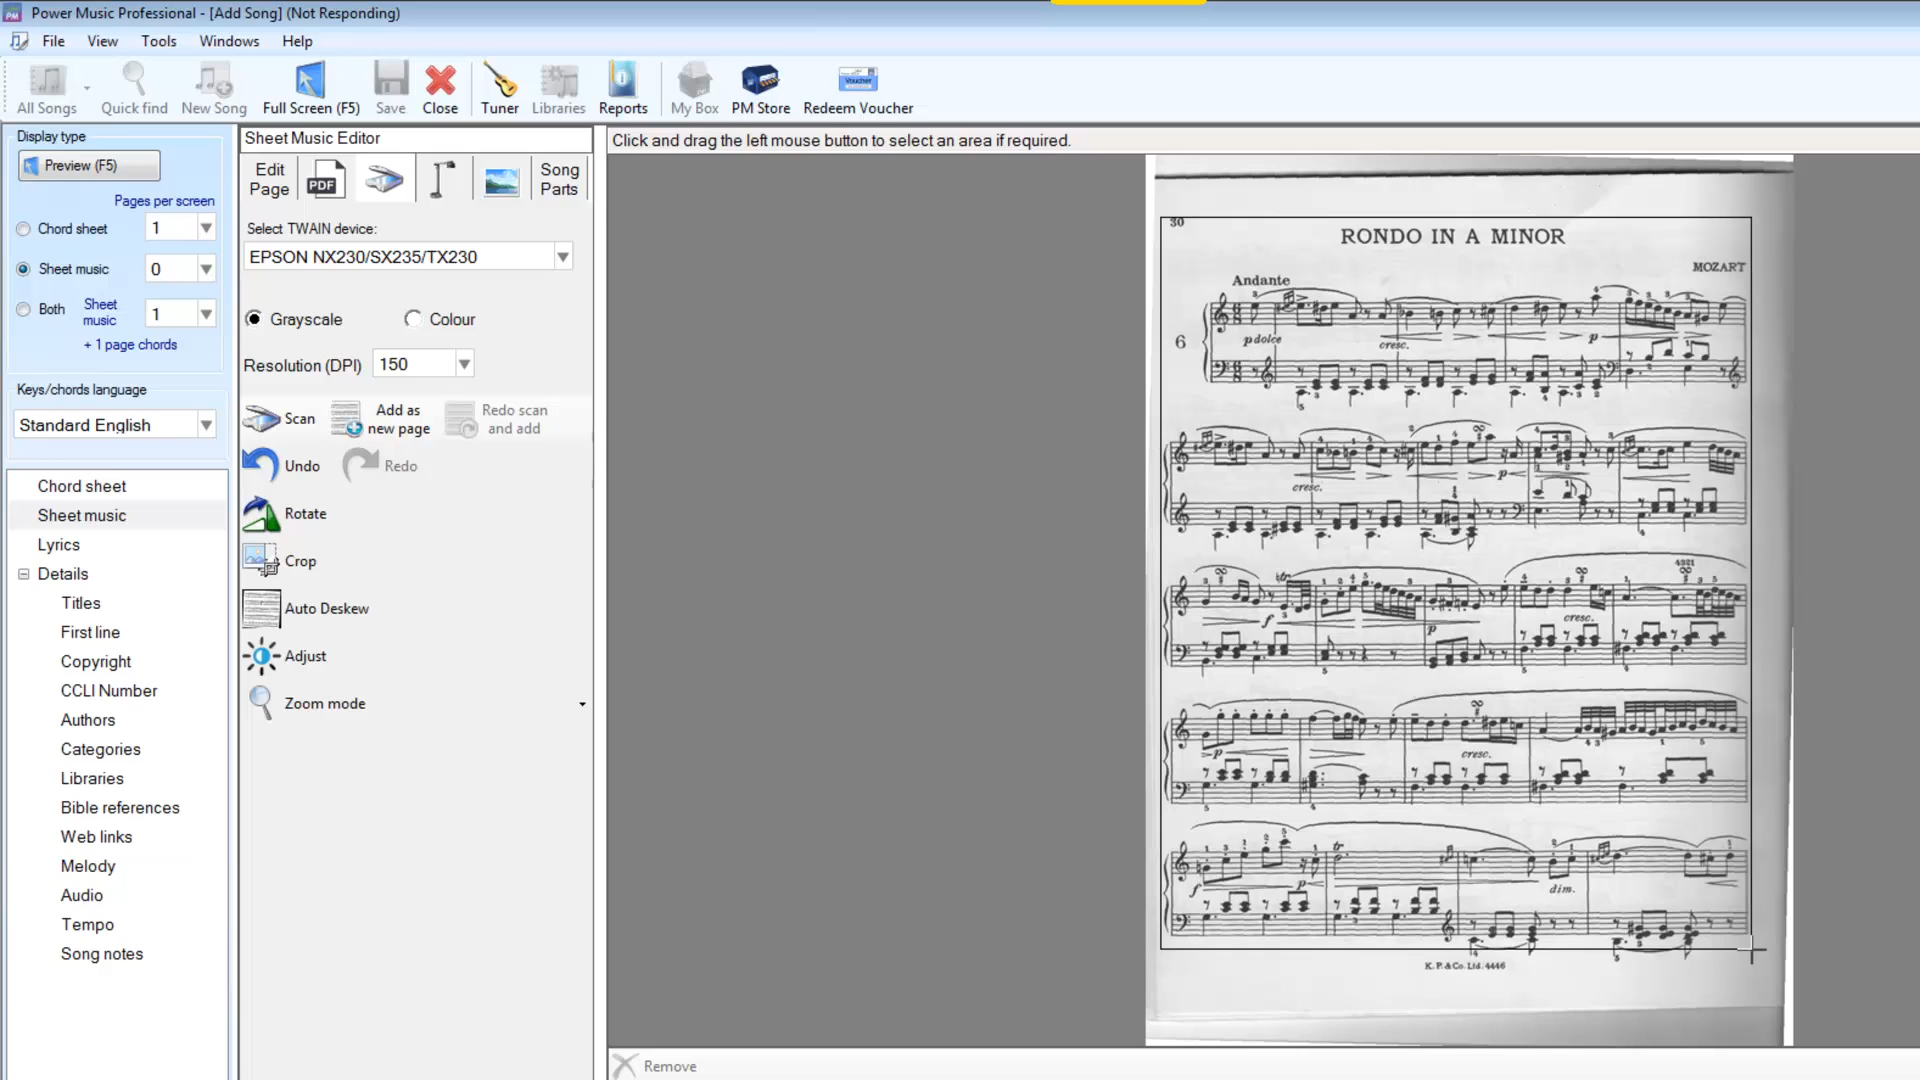 Power Music Professional - [Add Song] (Not Responding)
File View Tools Windows Help
All Songs Quick find New Song Full Screen (F5) Save Close Tuner Libraries Reports My Box PM Store Voucher Redeem Voucher
Display type
Preview (F5)
Pages per screen
Chord sheet 1
Sheet music 0
Both Sheet music 1
+ 1 page chords
Keys/chords language
Standard English
Chord sheet
Sheet music
Lyrics
Details
Titles
First line
Copyright
CCLI Number
Authors
Categories
Libraries
Bible references
Web links
Melody
Audio
Tempo
Song notes
Sheet Music Editor
Edit Page PDF Song Parts
Select TWAIN device:
EPSON NX230/SX235/TX230
Grayscale Colour
Resolution (DPI) 150
Scan Add as new page Redo scan and add
Undo Redo
Rotate
Crop
Auto Deskew
Adjust
Zoom mode
Click and drag the left mouse button to select an area if required.
30
RONDO IN A MINOR
MOZART
Andante
6
p dolce cresc. p
cresc. p
f p cresc.
p cresc.
f p tr dim.
K. P. & Co. Ltd. 4446
Remove